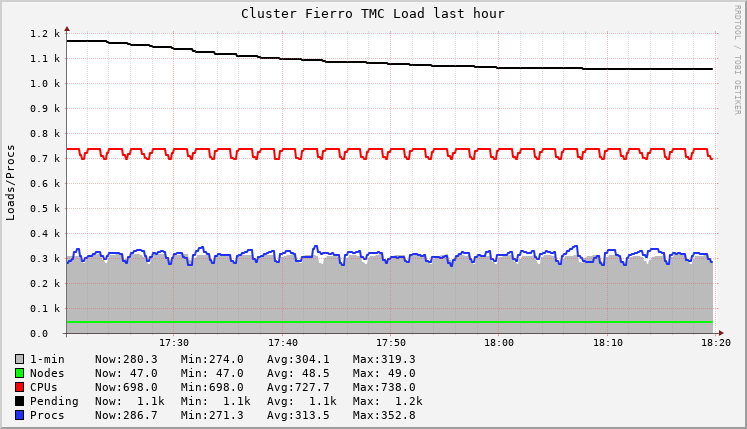 Cluster Fierro TMC Load last hour
RRDTOOL / TOBI OETIKER
Loads/Procs
1.2 k
1.1 k
1.0 k
0.9 k
0.8 k
0.7 k
0.6 k
0.5 k
0.4 k
0.3 k
0.2 k
0.1 k
0.0
17:30 17:40 17:50 18:00 18:10 18:20
1-min Now:280.3 Min:274.0 Avg:304.1 Max:319.3
Nodes Now: 47.0 Min: 47.0 Avg: 48.5 Max: 49.0
CPUs Now:698.0 Min:698.0 Avg:727.7 Max:738.0
Pending Now: 1.1k Min: 1.1k Avg: 1.1k Max: 1.2k
Procs Now:286.7 Min:271.3 Avg:313.5 Max:352.8